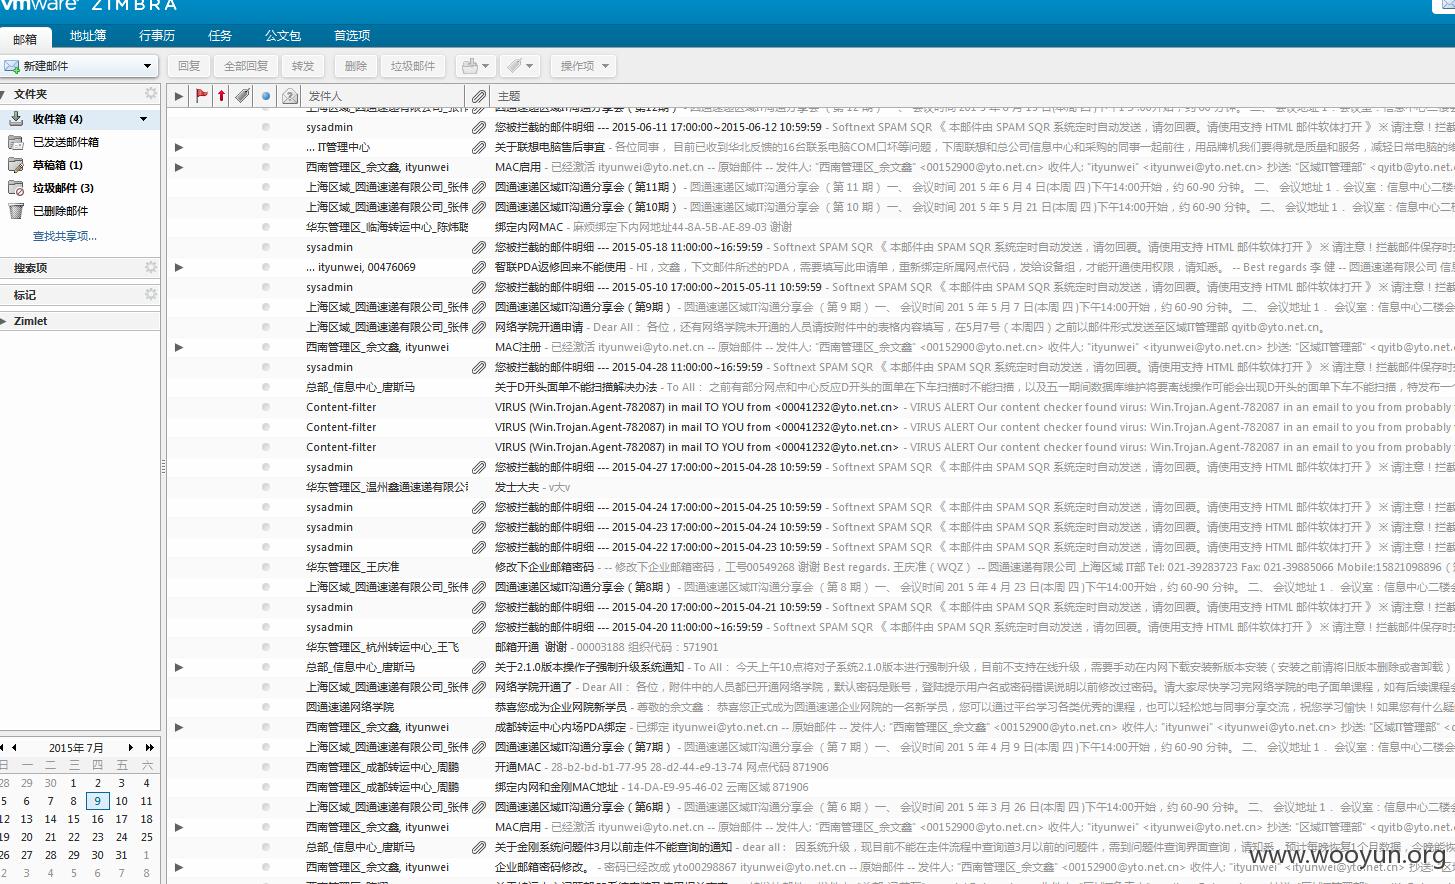 vmware ZIMBRA
邮箱 地址簿 行事历 任务 公文包 首选项
新建邮件 回复 全部回复 转发 删除 垃圾邮件 操作项
文件夹 发件人 主题
收件箱 (4)
已发送邮件箱
草稿箱 (1)
垃圾邮件 (3)
已删除邮件
查找共享项...
搜索项
标记
Zimlet
sysadmin 您被拦截的邮件明细 --- 2015-06-11 17:00:00~2015-06-12 10:59:59 - Softnext SPAM SQR 《 本邮件由 SPAM SQR 系统定时自动发送，请勿回覆。请使用支持 HTML 邮件软体打开 》 ※ 请注意！拦截
... IT管理中心 关于联想电脑售后事宜 - 各位同事， 目前已收到华北反馈的16台联系电脑COM口坏等问题，下周联想和总公司信息中心和采购的同事一起前往，用品牌机我们要得就是质量和服务，减轻日常电脑的
西南管理区_余文鑫, ityunwei MAC启用 - 已经激活 ityunwei@yto.net.cn -- 原始邮件 -- 发件人: "西南管理区_余文鑫" <00152900@yto.net.cn> 收件人: "ityunwei" <ityunwei@yto.net.cn> 抄送: "区域IT管理部" <qyitb@yto.net.
上海区域_圆通速递有限公司_张伟 圆通速递区域IT沟通分享会（第11期） - 圆通速递区域IT沟通分享会 （第 11 期） 一、 会议时间 201 5 年 6 月 4 日(本周 四 )下午14:00开始，约 60-90 分钟。 二、 会议地址 1． 会议室：信息中心二楼
上海区域_圆通速递有限公司_张伟 圆通速递区域IT沟通分享会（第10期） - 圆通速递区域IT沟通分享会 （第 10 期） 一、 会议时间 201 5 年 5 月 21 日(本周 四 )下午14:00开始，约 60-90 分钟。 二、 会议地址 1． 会议室：信息中心二
华东管理区_临海转运中心_陈炜聪 绑定内网MAC - 麻烦绑定下内网地址44-8A-5B-AE-89-03 谢谢
sysadmin 您被拦截的邮件明细 --- 2015-05-18 11:00:00~16:59:59 - Softnext SPAM SQR 《 本邮件由 SPAM SQR 系统定时自动发送，请勿回覆。请使用支持 HTML 邮件软体打开 》 ※ 请注意！拦截邮件保存时
... ityunwei, 00476069 智联PDA返修回来不能使用 - HI，文鑫，下文邮件所述的PDA，需要填写此申请单，重新绑定所属网点代码，发给设备组，才能开通使用权限，请知悉。 -- Best regards 李 健 -- 圆通速递有限公司 信息
sysadmin 您被拦截的邮件明细 --- 2015-05-10 17:00:00~2015-05-11 10:59:59 - Softnext SPAM SQR 《 本邮件由 SPAM SQR 系统定时自动发送，请勿回覆。请使用支持 HTML 邮件软体打开 》 ※ 请注意！拦截
上海区域_圆通速递有限公司_张伟 圆通速递区域IT沟通分享会（第9期） - 圆通速递区域IT沟通分享会 （第 9 期） 一、 会议时间 201 5 年 5 月 7 日(本周 四 )下午14:00开始，约 60-90 分钟。 二、 会议地址 1． 会议室：信息中心二楼会
上海区域_圆通速递有限公司_张伟 网络学院开通申请 - Dear All： 各位，还有网络学院未开通的人员请按附件中的表格内容填写，在5月7号（本周四）之前以邮件形式发送至区域IT管理部 qyitb@yto.net.cn。
西南管理区_余文鑫, ityunwei MAC注册 - 已经激活 ityunwei@yto.net.cn -- 原始邮件 -- 发件人: "西南管理区_余文鑫" <00152900@yto.net.cn> 收件人: "ityunwei" <ityunwei@yto.net.cn> 抄送: "区域IT管理部" <qyitb@yto.net.
sysadmin 您被拦截的邮件明细 --- 2015-04-28 11:00:00~16:59:59 - Softnext SPAM SQR 《 本邮件由 SPAM SQR 系统定时自动发送，请勿回覆。请使用支持 HTML 邮件软体打开 》 ※ 请注意！拦截邮件保存时
总部_信息中心_唐斯马 关于D开头面单不能扫描解决办法 - To All： 之前有部分网点和中心反应D开头的面单在下车扫描时不能扫描，以及五一期间数据库维护将要离线操作可能会出现D开头的面单下车不能扫描，特发布一
Content-filter VIRUS (Win.Trojan.Agent-782087) in mail TO YOU from <00041232@yto.net.cn> - VIRUS ALERT Our content checker found virus: Win.Trojan.Agent-782087 in an email to you from probably
Content-filter VIRUS (Win.Trojan.Agent-782087) in mail TO YOU from <00041232@yto.net.cn> - VIRUS ALERT Our content checker found virus: Win.Trojan.Agent-782087 in an email to you from probably
Content-filter VIRUS (Win.Trojan.Agent-782087) in mail TO YOU from <00041232@yto.net.cn> - VIRUS ALERT Our content checker found virus: Win.Trojan.Agent-782087 in an email to you from probably
sysadmin 您被拦截的邮件明细 --- 2015-04-27 17:00:00~2015-04-28 10:59:59 - Softnext SPAM SQR 《 本邮件由 SPAM SQR 系统定时自动发送，请勿回覆。请使用支持 HTML 邮件软体打开 》 ※ 请注意！拦截
华东管理区_温州鑫通速递有限公司 发士大夫 - v大v
sysadmin 您被拦截的邮件明细 --- 2015-04-24 17:00:00~2015-04-25 10:59:59 - Softnext SPAM SQR 《 本邮件由 SPAM SQR 系统定时自动发送，请勿回覆。请使用支持 HTML 邮件软体打开 》 ※ 请注意！拦截
sysadmin 您被拦截的邮件明细 --- 2015-04-23 17:00:00~2015-04-24 10:59:59 - Softnext SPAM SQR 《 本邮件由 SPAM SQR 系统定时自动发送，请勿回覆。请使用支持 HTML 邮件软体打开 》 ※ 请注意！拦截
sysadmin 您被拦截的邮件明细 --- 2015-04-22 17:00:00~2015-04-23 10:59:59 - Softnext SPAM SQR 《 本邮件由 SPAM SQR 系统定时自动发送，请勿回覆。请使用支持 HTML 邮件软体打开 》 ※ 请注意！拦截
华东管理区_王庆准 修改下企业邮箱密码 - -- 修改下企业邮箱密码，工号00549268 谢谢 Best regards. 王庆准（WQZ） -- 圆通速递有限公司 上海区域 IT部 Tel: 021-39283723 Fax: 021-39885066 Mobile:15821098896（
上海区域_圆通速递有限公司_张伟 圆通速递区域IT沟通分享会（第8期） - 圆通速递区域IT沟通分享会 （第 8 期） 一、 会议时间 201 5 年 4 月 23 日(本周 四 )下午14:00开始，约 60-90 分钟。 二、 会议地址 1． 会议室：信息中心二楼
sysadmin 您被拦截的邮件明细 --- 2015-04-20 17:00:00~2015-04-21 10:59:59 - Softnext SPAM SQR 《 本邮件由 SPAM SQR 系统定时自动发送，请勿回覆。请使用支持 HTML 邮件软体打开 》 ※ 请注意！拦截
sysadmin 您被拦截的邮件明细 --- 2015-04-20 11:00:00~16:59:59 - Softnext SPAM SQR 《 本邮件由 SPAM SQR 系统定时自动发送，请勿回覆。请使用支持 HTML 邮件软体打开 》 ※ 请注意！拦截邮件保存时
华东管理区_杭州转运中心_王飞 邮箱开通 谢谢 - 00003188 组织代码：571901
总部_信息中心_唐斯马 关于2.1.0版本操作子强制升级系统通知 - To All： 今天上午10点将对子系统2.1.0版本进行强制升级，目前不支持在线升级，需要手动在内网下载安装新版本安装（安装之前请将旧版本删除或者卸载）
上海区域_圆通速递有限公司_张伟 网络学院开通了 - Dear All： 各位，附件中的人员都已开通网络学院，默认密码是账号，登陆提示用户名或密码错误说明以前修改过密码。请大家尽快学习完网络学院的电子面单课程，如有后续课程会
圆通速递网络学院 恭喜您成为企业网院新学员 - 尊敬的余文鑫： 恭喜您正式成为圆通速递企业网院的一名新学员，您可以通过平台学习各类优秀的课程，也可以轻松地与同事分享交流，祝您学习愉快！如果您有什么疑
西南管理区_余文鑫, ityunwei 成都转运中心内场PDA绑定 - 已绑定 ityunwei@yto.net.cn -- 原始邮件 -- 发件人: "西南管理区_余文鑫" <00152900@yto.net.cn> 收件人: "ityunwei" <ityunwei@yto.net.cn> 抄送: "区域IT管理部" <
上海区域_圆通速递有限公司_张伟 圆通速递区域IT沟通分享会（第7期） - 圆通速递区域IT沟通分享会 （第 7 期） 一、 会议时间 201 5 年 4 月 9 日(本周 四 )下午14:00开始，约 60-90 分钟。 二、 会议地址 1． 会议室：信息中心二楼会
西南管理区_成都转运中心_周鹏 开通MAC - 28-b2-bd-b1-77-95 28-d2-44-e9-13-74 网点代码 871906
西南管理区_成都转运中心_周鹏 绑定内网和金刚MAC地址 - 14-DA-E9-95-46-02 云南区域 871906
上海区域_圆通速递有限公司_张伟 圆通速递区域IT沟通分享会（第6期） - 圆通速递区域IT沟通分享会 （第 6 期） 一、 会议时间 201 5 年 3 月 26 日(本周 四 )下午14:00开始，约 60-90 分钟。 二、 会议地址 1． 会议室：信息中心二楼
西南管理区_余文鑫, ityunwei MAC启用 - 已经激活 ityunwei@yto.net.cn -- 原始邮件 -- 发件人: "西南管理区_余文鑫" <00152900@yto.net.cn> 收件人: "ityunwei" <ityunwei@yto.net.cn> 抄送: "区域IT管理部" <qyitb@yto.net.
总部_信息中心_唐斯马 关于金刚系统问题件3月以前走件不能查询的通知 - dear all： 因系统升级，现目前不能在走件流程中查询道3月以前的问题件，需到问题件查询界面查询，请知悉，预计每晚恢复1个月数据，今晚能恢
西南管理区_余文鑫, ityunwei 企业邮箱密码修改。 - 密码已经改成 yto00298861 ityunwei@yto.net.cn -- 原始邮件 -- 发件人: "西南管理区_余文鑫" <00152900@yto.net.cn> 收件人: "ityunwei" <ityunwei@yto.net.cn>
2015年 7月
日 一 二 三 四 五 六
28 29 30 1 2 3 4
5 6 7 8 9 10 11
12 13 14 15 16 17 18
19 20 21 22 23 24 25
26 27 28 29 30 31 1
2 3 4 5 6 7 8
www.wooyun.org